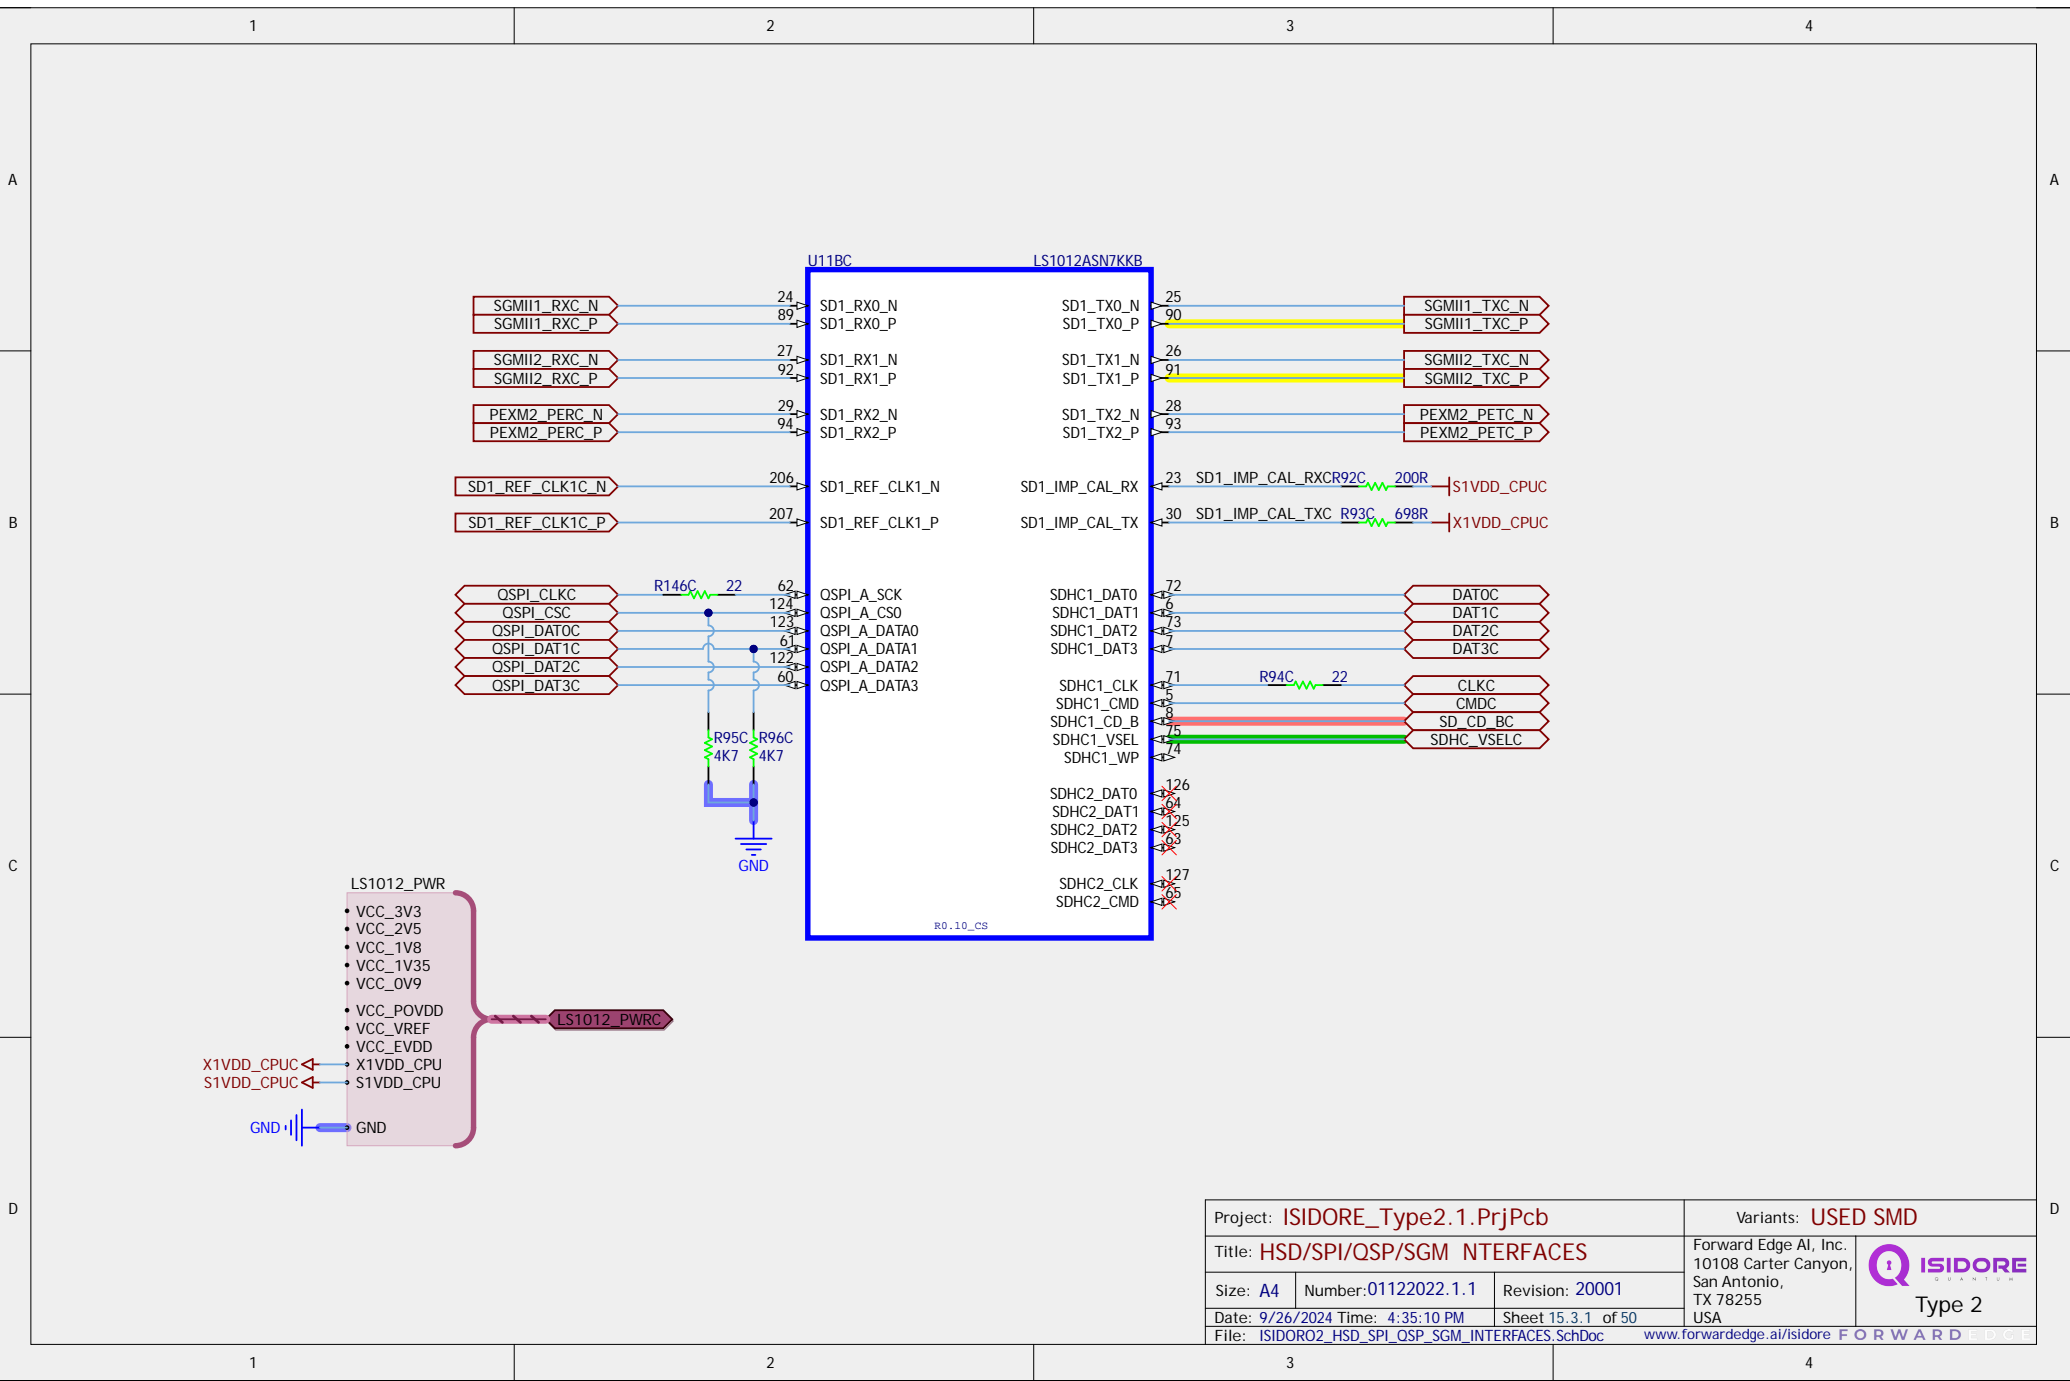 1 2 3 4
A A
B B
C C
D D
U11BC LS1012ASN7KKB
SGMII1_RXC_N 24 SD1_RX0_N SD1_TX0_N 25 SGMII1_TXC_N
SGMII1_RXC_P 89 SD1_RX0_P SD1_TX0_P 90 SGMII1_TXC_P
SGMII2_RXC_N 27 SD1_RX1_N SD1_TX1_N 26 SGMII2_TXC_N
SGMII2_RXC_P 92 SD1_RX1_P SD1_TX1_P 91 SGMII2_TXC_P
PEXM2_PERC_N 29 SD1_RX2_N SD1_TX2_N 28 PEXM2_PETC_N
PEXM2_PERC_P 94 SD1_RX2_P SD1_TX2_P 93 PEXM2_PETC_P
SD1_REF_CLK1C_N 206 SD1_REF_CLK1_N SD1_IMP_CAL_RX 23 SD1_IMP_CAL_RXC R92C 200R S1VDD_CPUC
SD1_REF_CLK1C_P 207 SD1_REF_CLK1_P SD1_IMP_CAL_TX 30 SD1_IMP_CAL_TXC R93C 698R X1VDD_CPUC
QSPI_CLKC R146C 22 62 QSPI_A_SCK SDHC1_DAT0 72 DAT0C
QSPI_CSC 124 QSPI_A_CS0 SDHC1_DAT1 6 DAT1C
QSPI_DAT0C 123 QSPI_A_DATA0 SDHC1_DAT2 73 DAT2C
QSPI_DAT1C 61 QSPI_A_DATA1 SDHC1_DAT3 7 DAT3C
QSPI_DAT2C 122 QSPI_A_DATA2
QSPI_DAT3C 60 QSPI_A_DATA3 SDHC1_CLK 71 R94C 22 CLKC
SDHC1_CMD 5 CMDC
SDHC1_CD_B 8 SD_CD_BC
R95C R96C SDHC1_VSEL 75 SDHC_VSELC
4K7 4K7 SDHC1_WP 74
SDHC2_DAT0 126
SDHC2_DAT1 64
SDHC2_DAT2 125
SDHC2_DAT3 63
GND
SDHC2_CLK 127
SDHC2_CMD 65
R0.10_CS
LS1012_PWR
VCC_3V3
VCC_2V5
VCC_1V8
VCC_1V35
VCC_0V9
VCC_POVDD
LS1012_PWRC
VCC_VREF
VCC_EVDD
X1VDD_CPUC X1VDD_CPU
S1VDD_CPUC S1VDD_CPU
GND GND
Project: ISIDORE_Type2.1.PrjPcb Variants: USED SMD
Title: HSD/SPI/QSP/SGM NTERFACES
Size: A4 Number:01122022.1.1 Revision: 20001
Date: 9/26/2024 Time: 4:35:10 PM Sheet 15.3.1 of 50
File: ISIDORO2_HSD_SPI_QSP_SGM_INTERFACES.SchDoc
Forward Edge AI, Inc.
10108 Carter Canyon,
San Antonio,
TX 78255
USA
ISIDORE
QUANTUM
Type 2
www.forwardedge.ai/isidore FORWARDEDGE
1 2 3 4